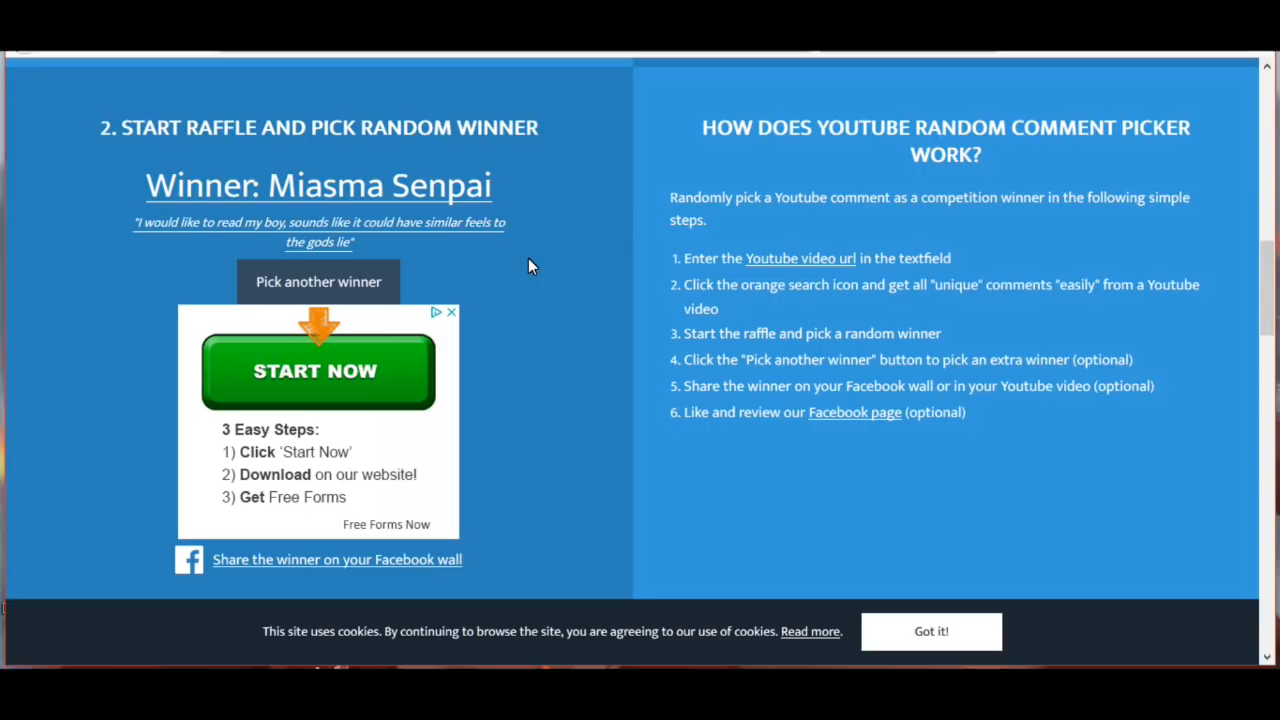 2. START RAFFLE AND PICK RANDOM WINNER
Winner: Miasma Senpai
"I would like to read my boy, sounds like it could have similar feels to
the gods lie"
Pick another winner
START NOW
3 Easy Steps:
1) Click ‘Start Now’
2) Download on our website!
3) Get Free Forms
Free Forms Now
Share the winner on your Facebook wall
HOW DOES YOUTUBE RANDOM COMMENT PICKER
WORK?
Randomly pick a Youtube comment as a competition winner in the following simple
steps.
1. Enter the Youtube video url in the textfield
2. Click the orange search icon and get all "unique" comments "easily" from a Youtube
video
3. Start the raffle and pick a random winner
4. Click the "Pick another winner" button to pick an extra winner (optional)
5. Share the winner on your Facebook wall or in your Youtube video (optional)
6. Like and review our Facebook page (optional)
This site uses cookies. By continuing to browse the site, you are agreeing to our use of cookies. Read more.
Got it!